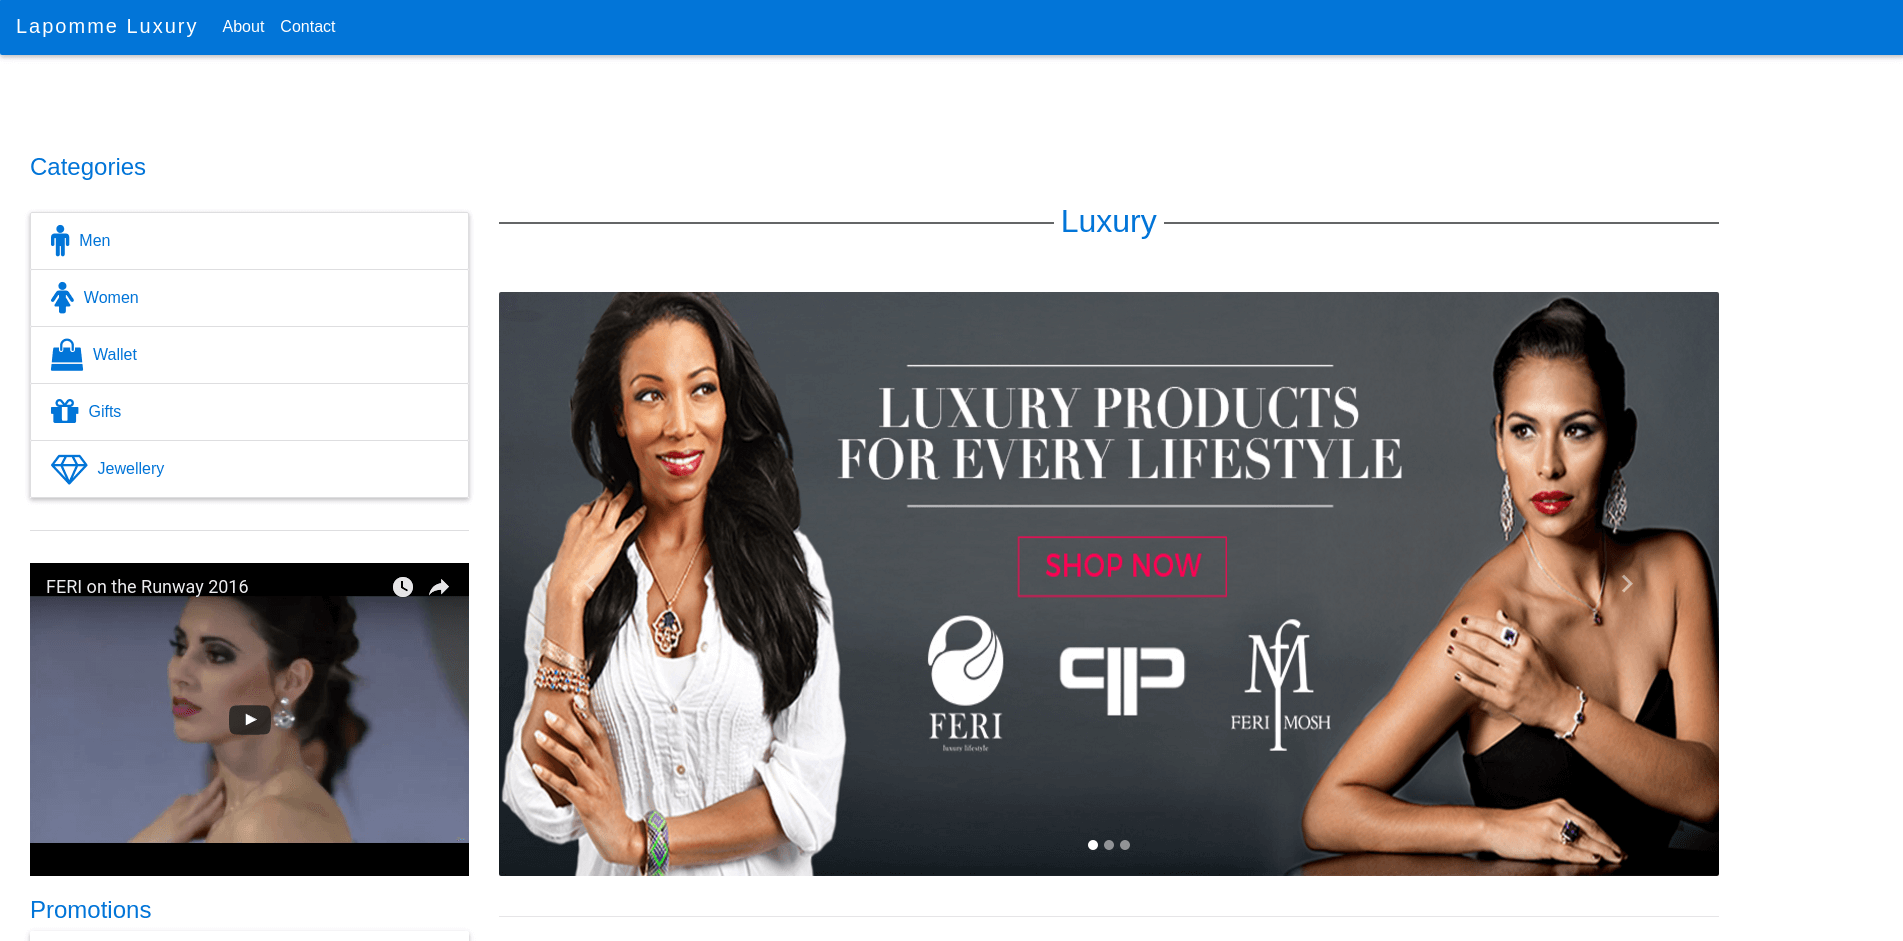 Lapomme Luxury About Contact
Categories
Men
Women
Wallet
Gifts
Jewellery
FERI on the Runway 2016
Promotions
Luxury
LUXURY PRODUCTS
FOR EVERY LIFESTYLE
SHOP NOW
FERI
luxury lifestyle
FERI MOSH